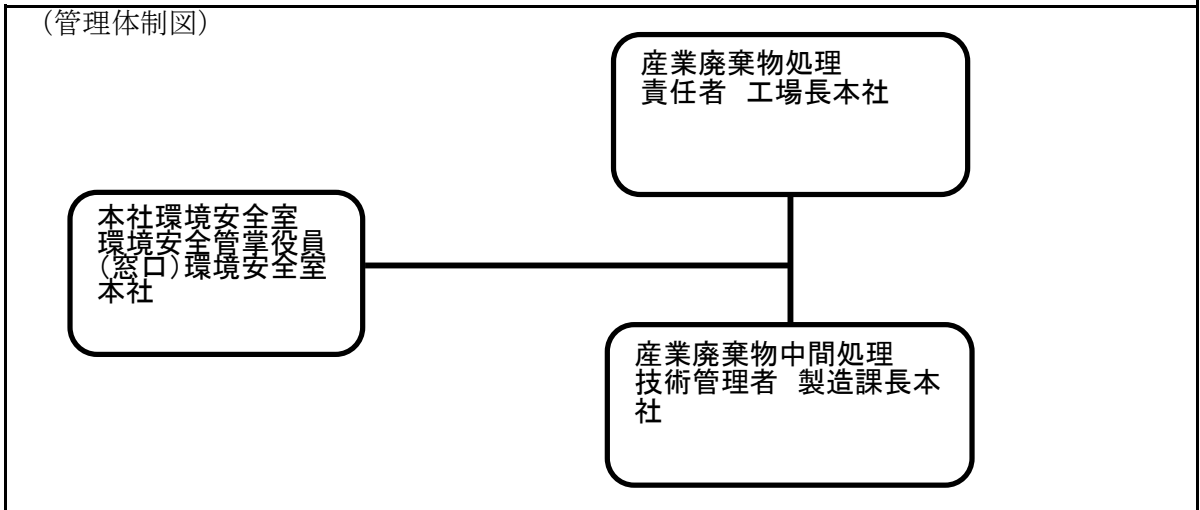 （管理体制図）
産業廃棄物処理
責任者　工場長本社
本社環境安全室
環境安全管掌役員
（窓口）環境安全室
本社
産業廃棄物中間処理
技術管理者　製造課長本
社